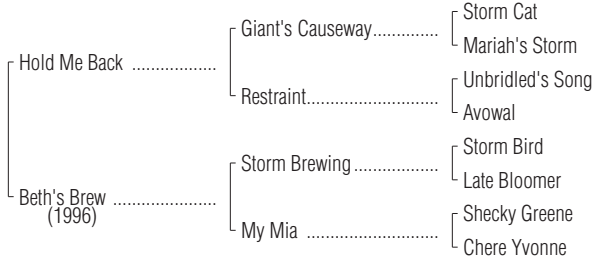 Storm Cat
Giant's Causeway..............
Mariah's Storm
Hold Me Back ..................
Unbridled's Song
Restraint............................
Avowal
Storm Bird
Storm Brewing..................
Late Bloomer
Beth's Brew ......................
(1996)
Shecky Greene
My Mia ............................
Chere Yvonne